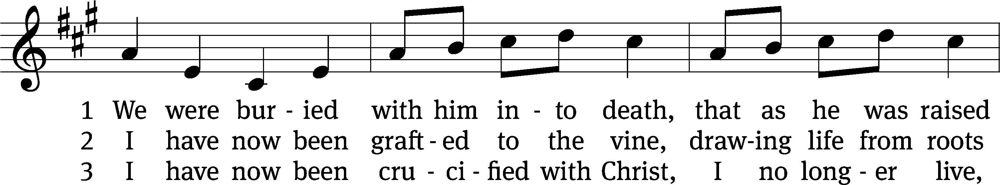 1 We were bur - ied with him in - to death, that as he was raised
2 I have now been graft - ed to the vine, draw-ing life from roots
3 I have now been cru - ci - fied with Christ, I no long - er live,